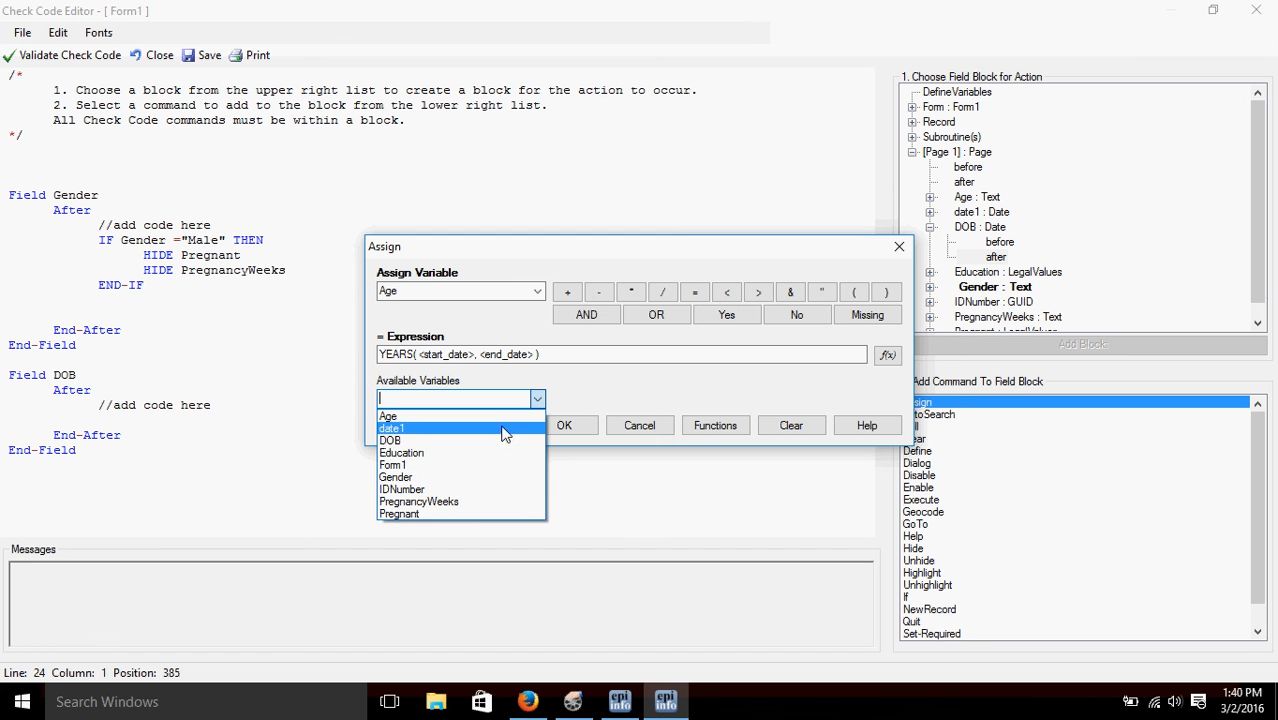 Check Code Editor - [ Form1 ]
File Edit Fonts
Validate Check Code Close Save Print
/*
1. Choose a block from the upper right list to create a block for the action to occur.
2. Select a command to add to the block from the lower right list.
All Check Code commands must be within a block.
*/
Field Gender
After
//add code here
IF Gender ="Male" THEN
HIDE Pregnant
HIDE PregnancyWeeks
END-IF
End-After
End-Field
Field DOB
After
//add code here
End-After
End-Field
Messages
Line: 24 Column: 1 Position: 385
Assign
Assign Variable
Age
+ - * / = < > & " ( )
AND OR Yes No Missing
= Expression
YEARS( <start_date>, <end_date> )
f(x)
Available Variables
Age
date1
DOB
Education
Form1
Gender
IDNumber
PregnancyWeeks
Pregnant
OK Cancel Functions Clear Help
1. Choose Field Block for Action
DefineVariables
Form : Form1
Record
Subroutine(s)
[Page 1] : Page
before
after
Age : Text
date1 : Date
DOB : Date
before
after
Education : LegalValues
Gender : Text
IDNumber : GUID
PregnancyWeeks : Text
Pregnant : LegalValues
Add Block
Add Command To Field Block
Define
Dialog
Disable
Enable
Execute
Geocode
GoTo
Help
Hide
Unhide
Highlight
Unhighlight
If
NewRecord
Quit
Set-Required
Search Windows
epi info
epi info
1:40 PM
3/2/2016